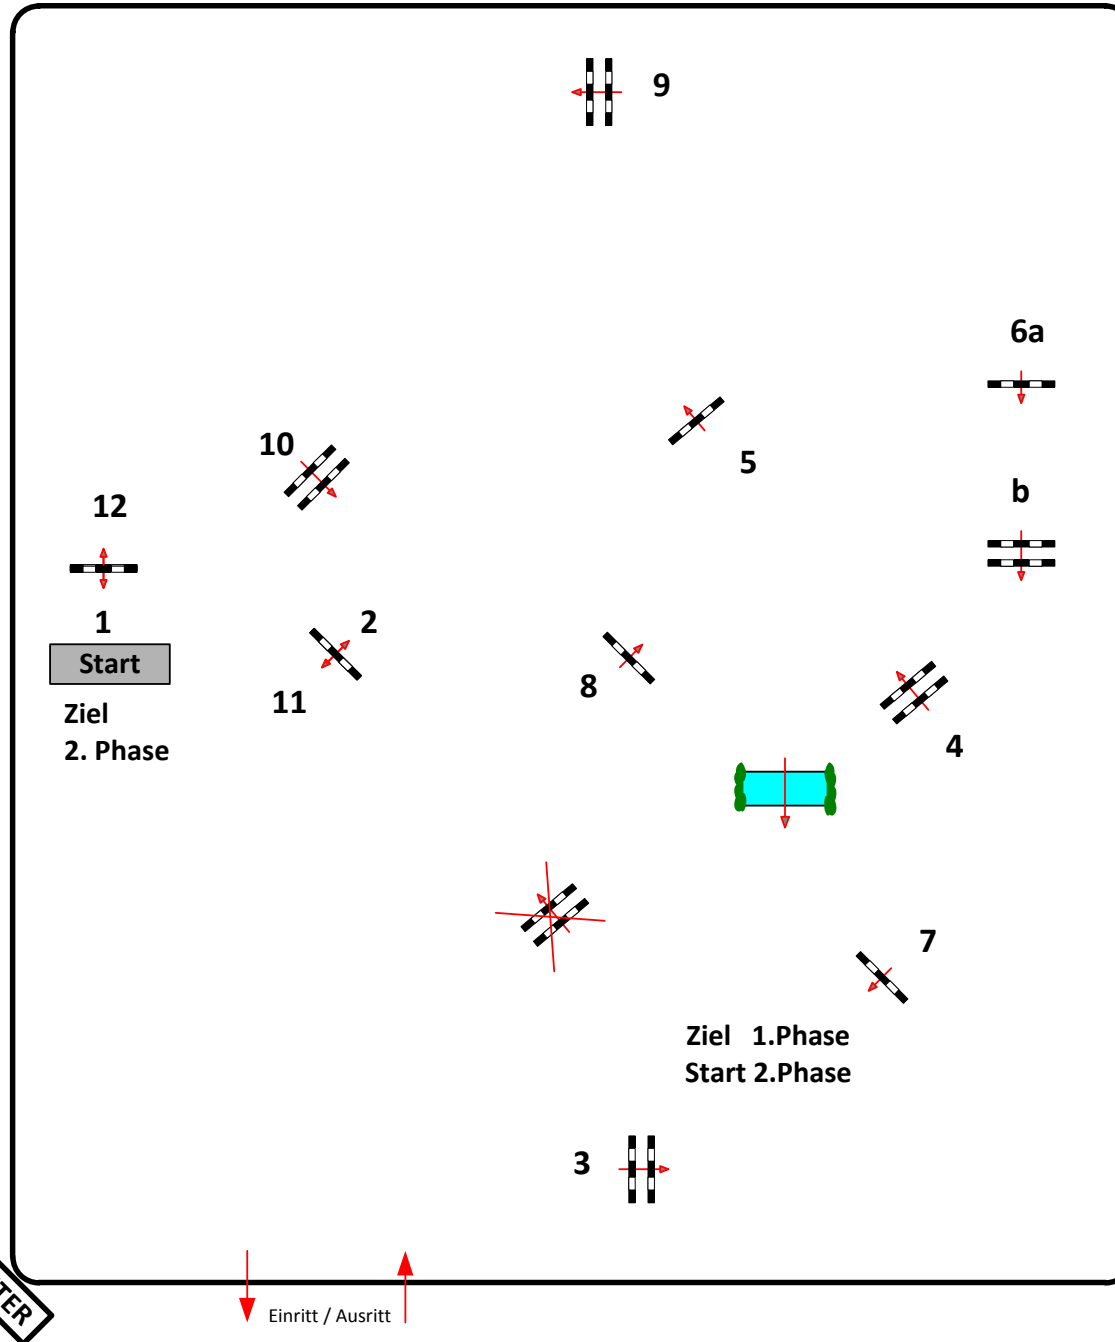 9
6a
10
5
12
b
1
2
Start
8
11
Ziel
4
2. Phase
7
Ziel 1.Phase
Start 2.Phase
3
Einritt / Ausritt